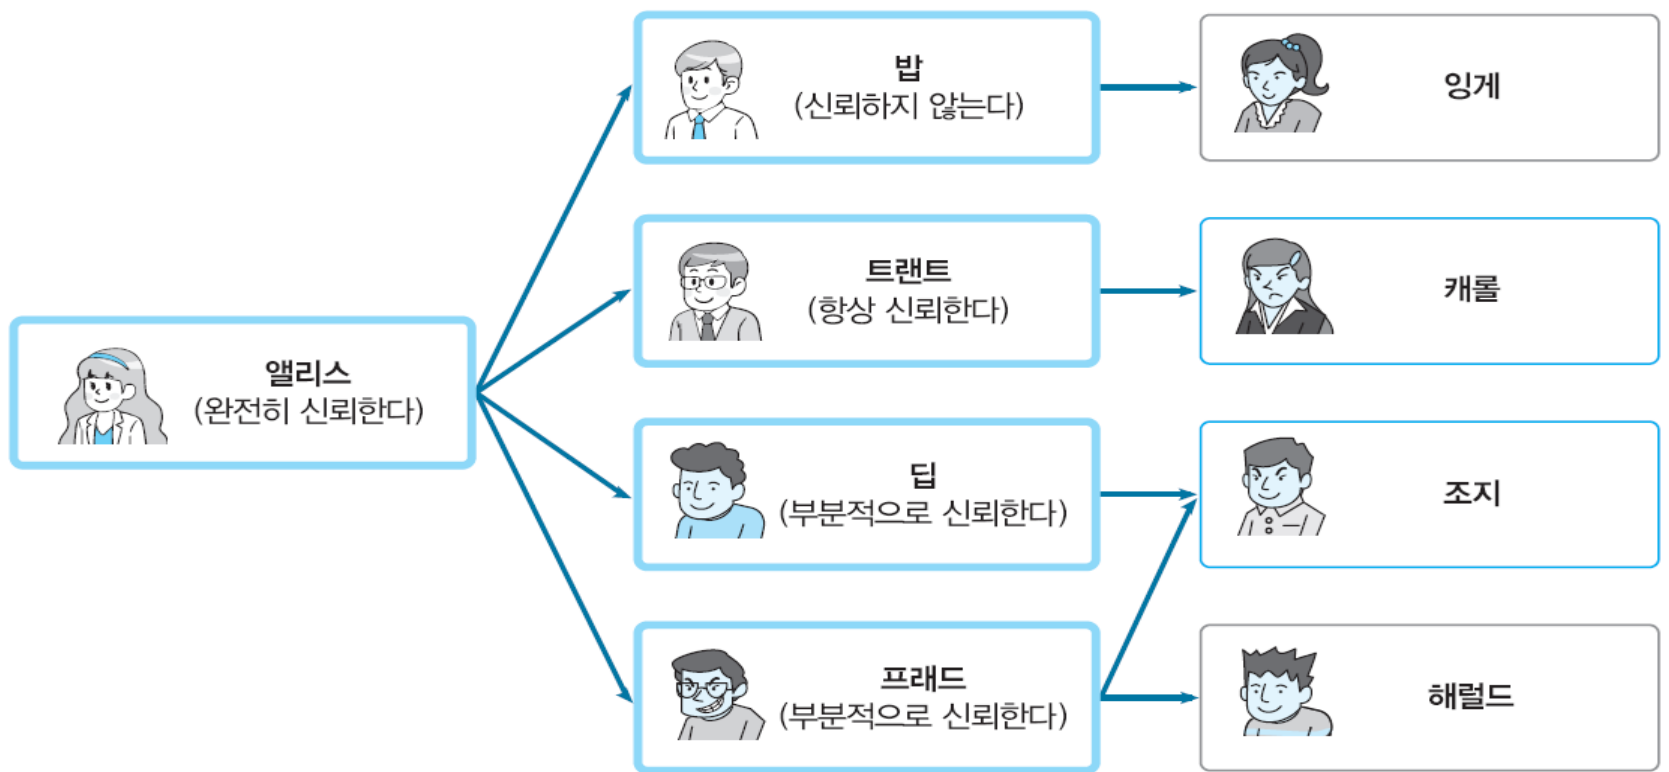 밥
(신뢰하지 않는다)
잉게
트랜트
(항상 신뢰한다)
캐롤
앨리스
(완전히 신뢰한다)
딥
(부분적으로 신뢰한다)
조지
프래드
(부분적으로 신뢰한다)
해럴드